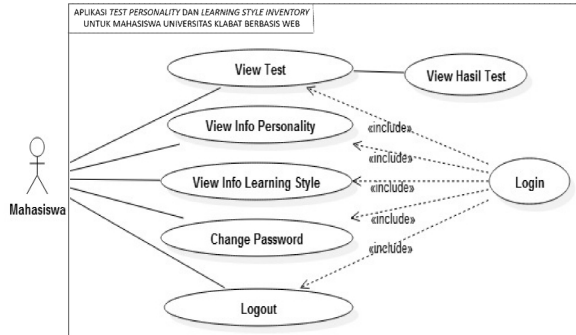 APLIKASI TEST PERSONALITY DAN LEARNING STYLE INVENTORY
UNTUK MAHASISWA UNIVERSITAS KLABAT BERBASIS WEB
View Test
View Hasil Test
View Info Personality
«include»
«include»
View Info Learning Style
«include»
Login
Mahasiswa
Change Password
«include»
«include»
Logout